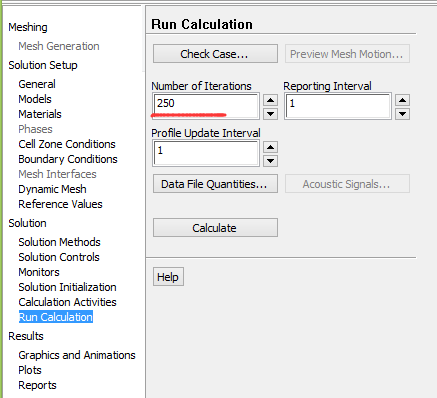 Meshing
Mesh Generation
Solution Setup
General
Models
Materials
Phases
Cell Zone Conditions
Boundary Conditions
Mesh Interfaces
Dynamic Mesh
Reference Values
Solution
Solution Methods
Solution Controls
Monitors
Solution Initialization
Calculation Activities
Run Calculation
Results
Graphics and Animations
Plots
Reports
Run Calculation
Check Case...
Preview Mesh Motion...
Number of Iterations
Reporting Interval
250
1
Profile Update Interval
1
Data File Quantities...
Acoustic Signals...
Calculate
Help